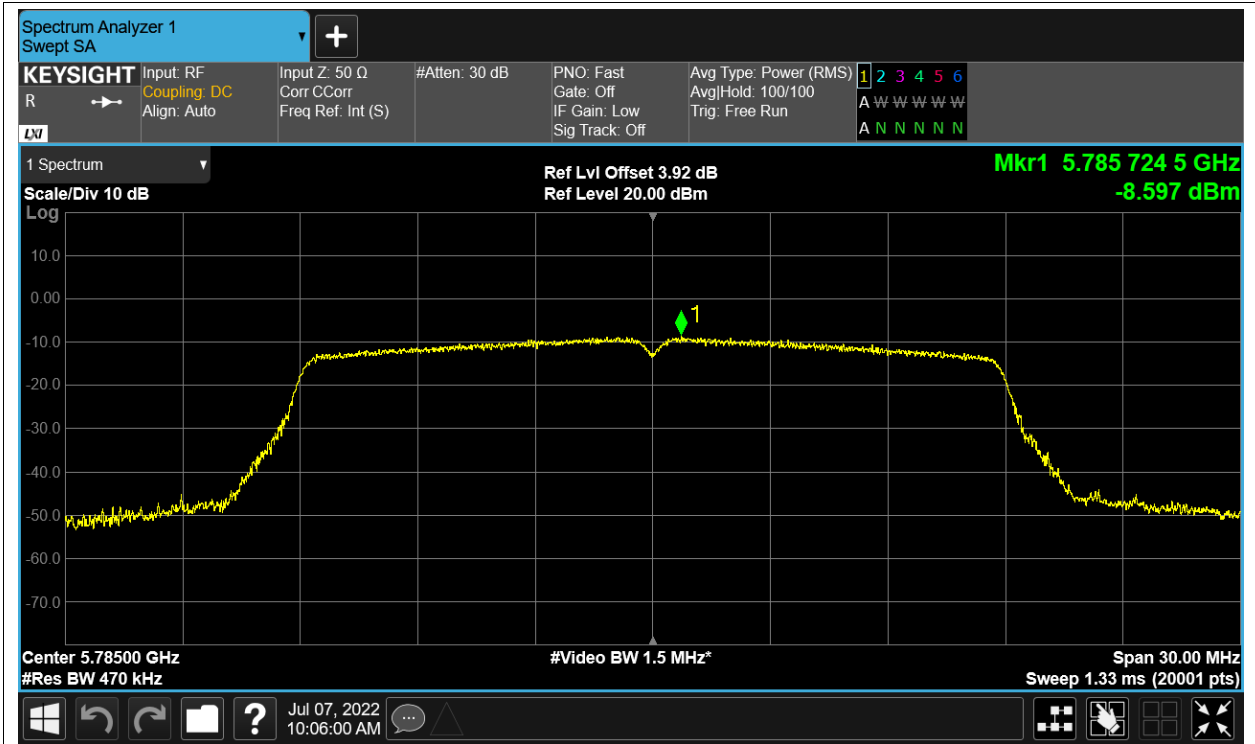 Spectrum Analyzer 1
Swept SA
KEYSIGHT
R
LXI
Input: RF
Coupling: DC
Align: Auto
Input Z: 50 Ω
Corr CCorr
Freq Ref: Int (S)
#Atten: 30 dB
PNO: Fast
Gate: Off
IF Gain: Low
Sig Track: Off
Avg Type: Power (RMS)
Avg|Hold: 100/100
Trig: Free Run
1 2 3 4 5 6
A W W W W W
A N N N N N
1 Spectrum
Scale/Div 10 dB
Ref Lvl Offset 3.92 dB
Ref Level 20.00 dBm
Mkr1 5.785 724 5 GHz
-8.597 dBm
Log
10.0
0.00
-10.0
-20.0
-30.0
-40.0
-50.0
-60.0
-70.0
1
Center 5.78500 GHz
#Res BW 470 kHz
#Video BW 1.5 MHz*
Span 30.00 MHz
Sweep 1.33 ms (20001 pts)
?
Jul 07, 2022
10:06:00 AM